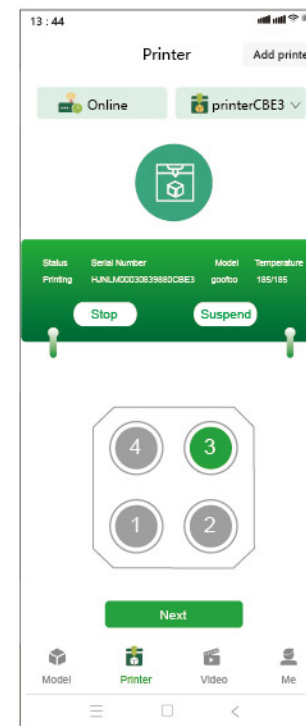 13 : 44
Printer
Add printe
Online
printerCBE3
Status Serial Number Model Temperature
Printing HJNLM00030839880CBE3 goofoo 185/185
Stop Suspend
4 3
1 2
Next
Model Printer Video Me